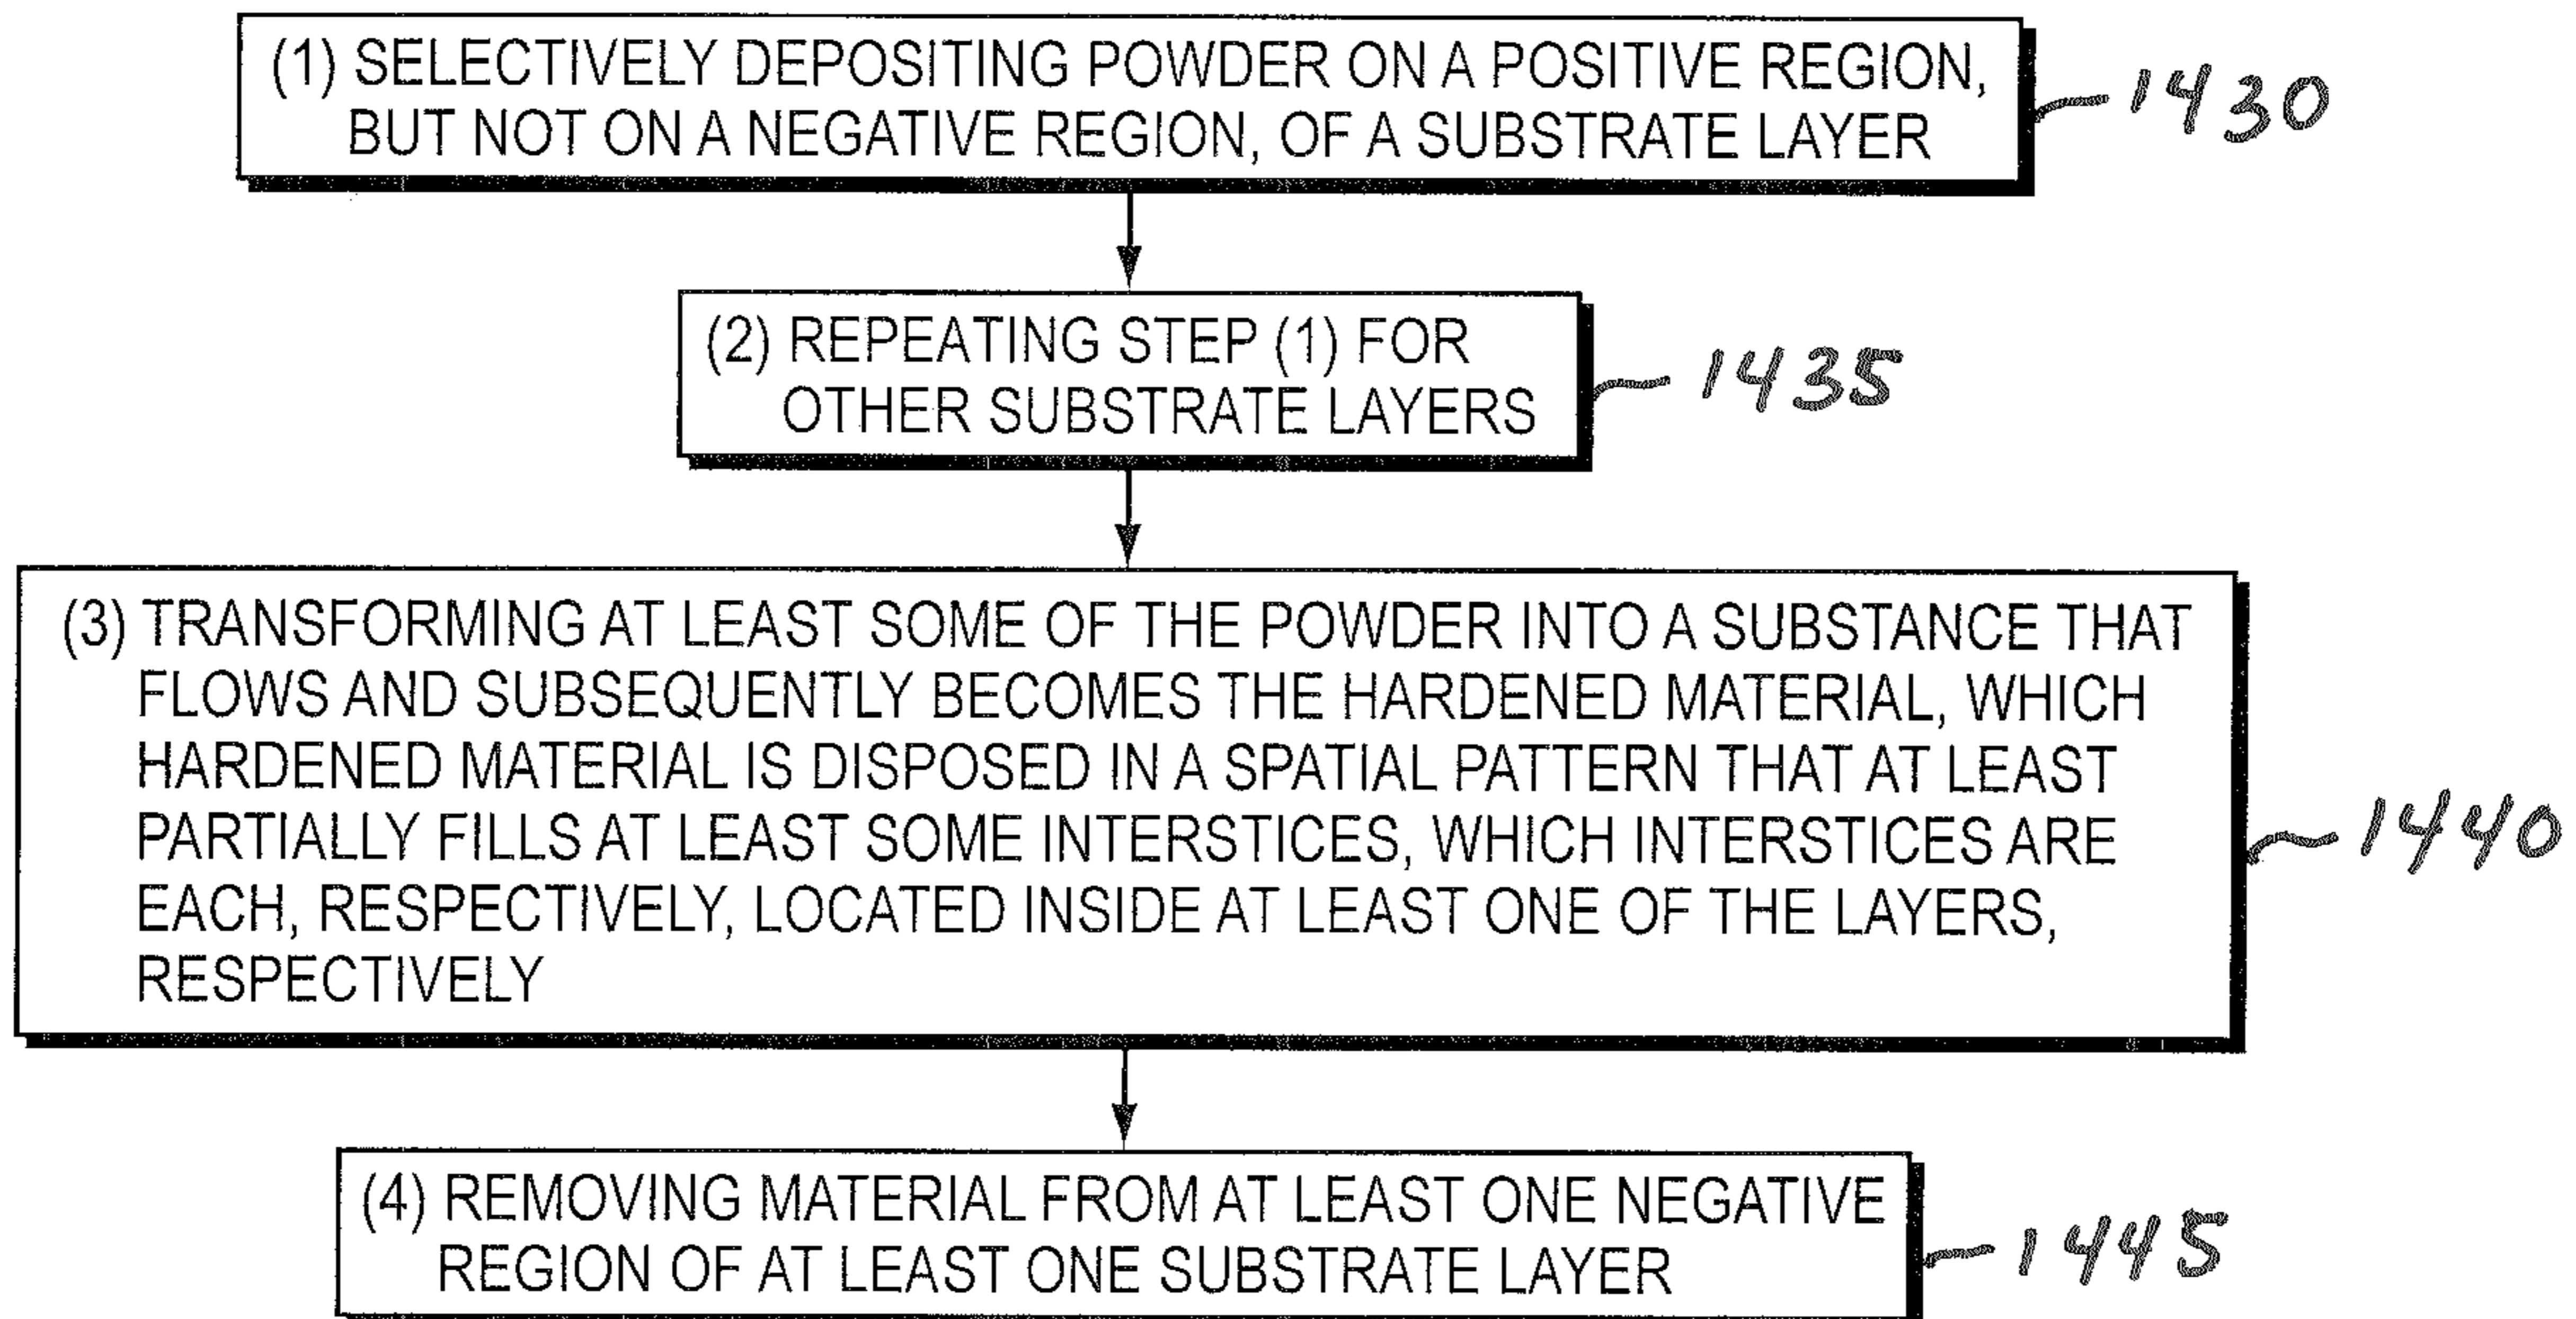 (1) SELECTIVELY DEPOSITING POWDER ON A POSITIVE REGION,
BUT NOT ON A NEGATIVE REGION, OF A SUBSTRATE LAYER
1430
(2) REPEATING STEP (1) FOR
OTHER SUBSTRATE LAYERS
1435
(3) TRANSFORMING AT LEAST SOME OF THE POWDER INTO A SUBSTANCE THAT
FLOWS AND SUBSEQUENTLY BECOMES THE HARDENED MATERIAL, WHICH
HARDENED MATERIAL IS DISPOSED IN A SPATIAL PATTERN THAT AT LEAST
PARTIALLY FILLS AT LEAST SOME INTERSTICES, WHICH INTERSTICES ARE
EACH, RESPECTIVELY, LOCATED INSIDE AT LEAST ONE OF THE LAYERS,
RESPECTIVELY
1440
(4) REMOVING MATERIAL FROM AT LEAST ONE NEGATIVE
REGION OF AT LEAST ONE SUBSTRATE LAYER
1445